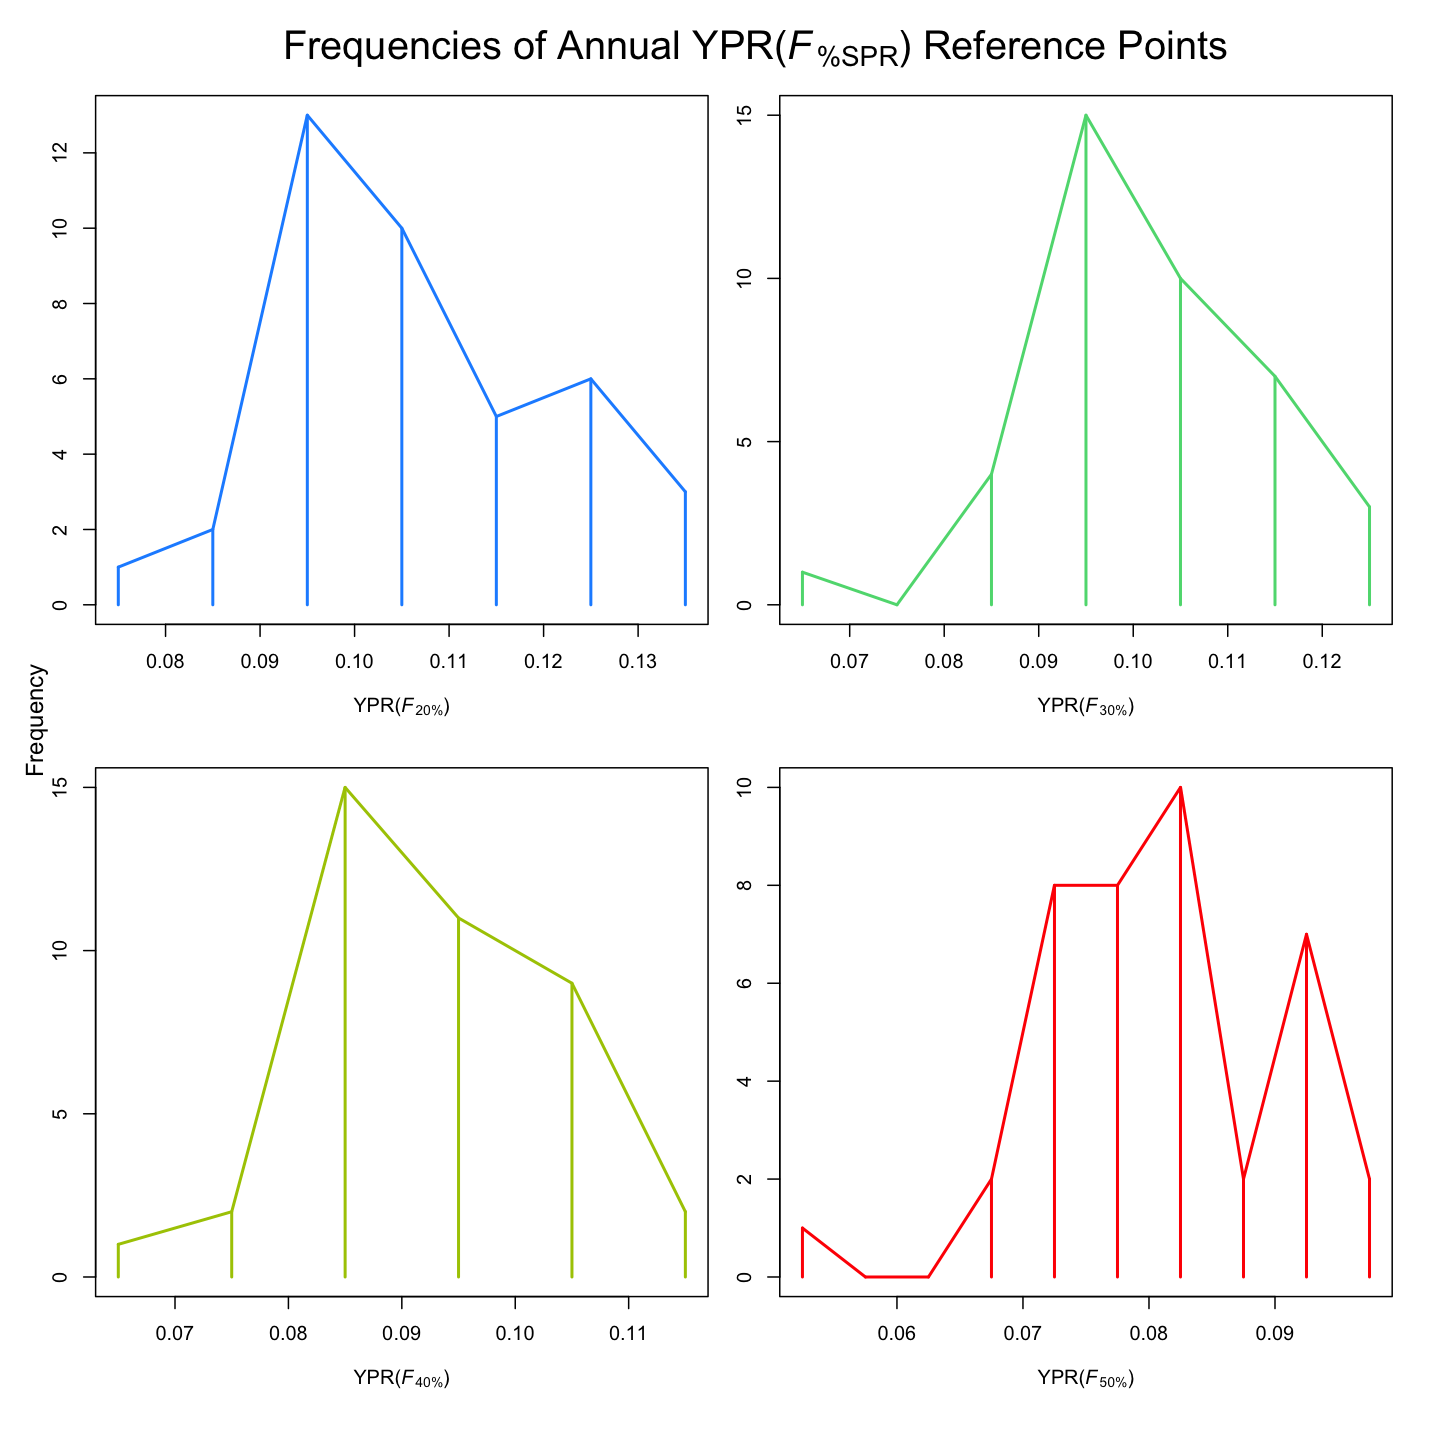 Frequencies of Annual YPR(F%SPR) Reference Points
Frequency
0 2 4 6 8 10 12
0.08 0.09 0.10 0.11 0.12 0.13
YPR(F20%)
0 5 10 15
0.07 0.08 0.09 0.10 0.11 0.12
YPR(F30%)
0 5 10 15
0.07 0.08 0.09 0.10 0.11
YPR(F40%)
0 2 4 6 8 10
0.06 0.07 0.08 0.09
YPR(F50%)